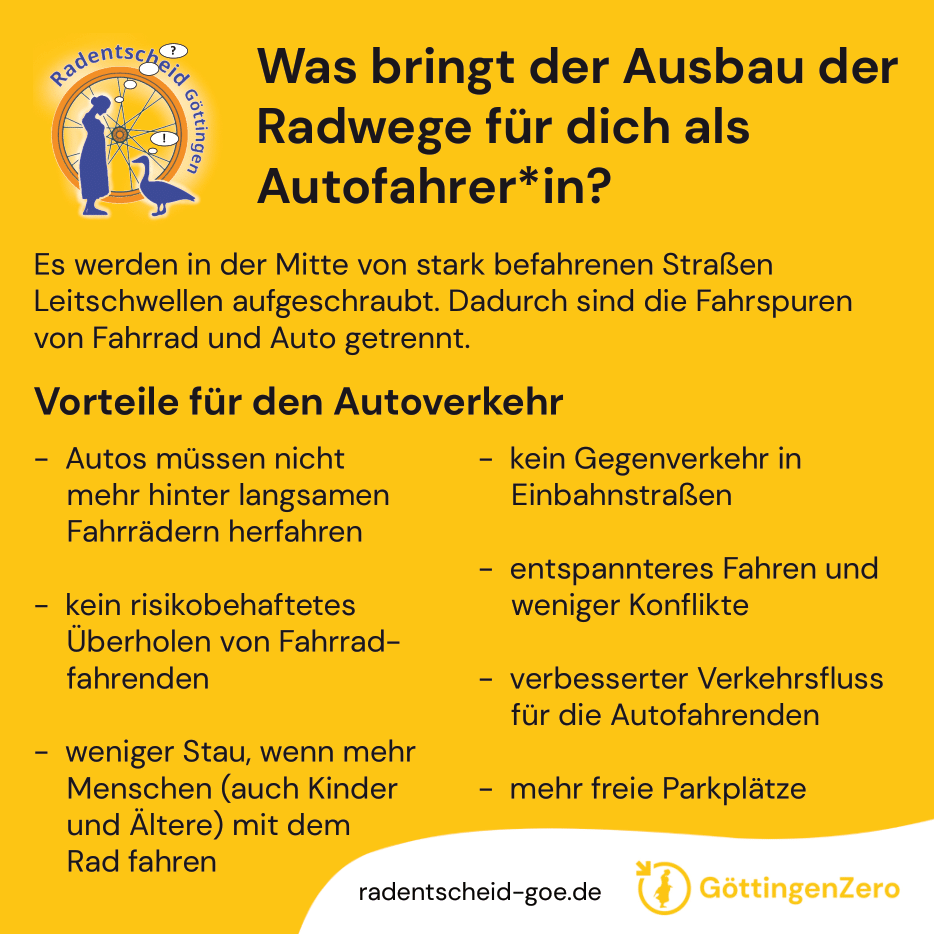 Radentscheid Göttingen
?
!
Was bringt der Ausbau der
Radwege für dich als
Autofahrer*in?
Es werden in der Mitte von stark befahrenen Straßen
Leitschwellen aufgeschraubt. Dadurch sind die Fahrspuren
von Fahrrad und Auto getrennt.
Vorteile für den Autoverkehr
- Autos müssen nicht
mehr hinter langsamen
Fahrrädern herfahren
- kein risikobehaftetes
Überholen von Fahrrad-
fahrenden
- weniger Stau, wenn mehr
Menschen (auch Kinder
und Ältere) mit dem
Rad fahren
- kein Gegenverkehr in
Einbahnstraßen
- entspannteres Fahren und
weniger Konflikte
- verbesserter Verkehrsfluss
für die Autofahrenden
- mehr freie Parkplätze
radentscheid-goe.de
GöttingenZero